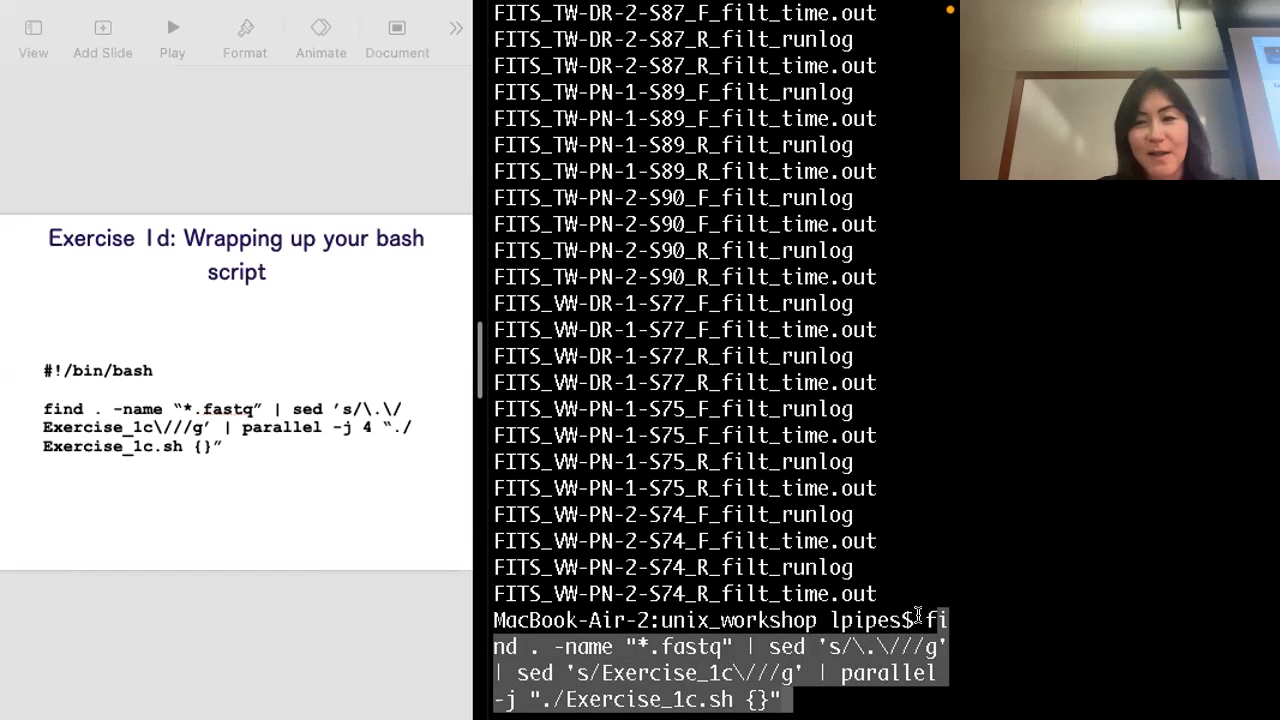 View
Add Slide
Play
Format
Animate
Document
Exercise 1d: Wrapping up your bash
script
#!/bin/bash
find . -name “*.fastq” | sed ’s/\.\/
Exercise_1c\///g’ | parallel -j 4 “./
Exercise_1c.sh {}”
FITS_TW-DR-2-S87_F_filt_time.out
FITS_TW-DR-2-S87_R_filt_runlog
FITS_TW-DR-2-S87_R_filt_time.out
FITS_TW-PN-1-S89_F_filt_runlog
FITS_TW-PN-1-S89_F_filt_time.out
FITS_TW-PN-1-S89_R_filt_runlog
FITS_TW-PN-1-S89_R_filt_time.out
FITS_TW-PN-2-S90_F_filt_runlog
FITS_TW-PN-2-S90_F_filt_time.out
FITS_TW-PN-2-S90_R_filt_runlog
FITS_TW-PN-2-S90_R_filt_time.out
FITS_VW-DR-1-S77_F_filt_runlog
FITS_VW-DR-1-S77_F_filt_time.out
FITS_VW-DR-1-S77_R_filt_runlog
FITS_VW-DR-1-S77_R_filt_time.out
FITS_VW-PN-1-S75_F_filt_runlog
FITS_VW-PN-1-S75_F_filt_time.out
FITS_VW-PN-1-S75_R_filt_runlog
FITS_VW-PN-1-S75_R_filt_time.out
FITS_VW-PN-2-S74_F_filt_runlog
FITS_VW-PN-2-S74_F_filt_time.out
FITS_VW-PN-2-S74_R_filt_runlog
FITS_VW-PN-2-S74_R_filt_time.out
MacBook-Air-2:unix_workshop lpipes$ fi
nd . -name "*.fastq" | sed 's/\.\///g'
| sed 's/Exercise_1c\///g' | parallel
-j "./Exercise_1c.sh {}"